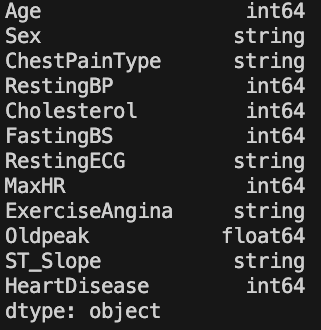 Age int64
Sex string
ChestPainType string
RestingBP int64
Cholesterol int64
FastingBS int64
RestingECG string
MaxHR int64
ExerciseAngina string
Oldpeak float64
ST_Slope string
HeartDisease int64
dtype: object